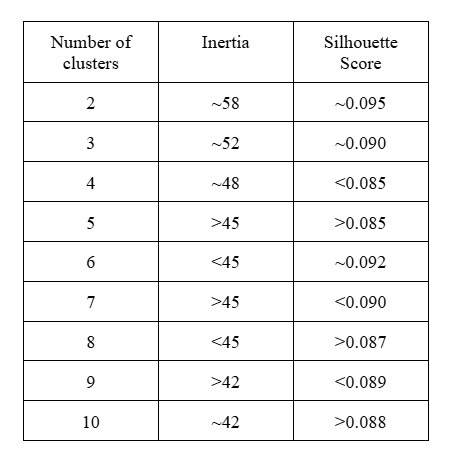 Number of clusters Inertia Silhouette Score
2 ~58 ~0.095
3 ~52 ~0.090
4 ~48 <0.085
5 >45 >0.085
6 <45 ~0.092
7 >45 <0.090
8 <45 >0.087
9 >42 <0.089
10 ~42 >0.088